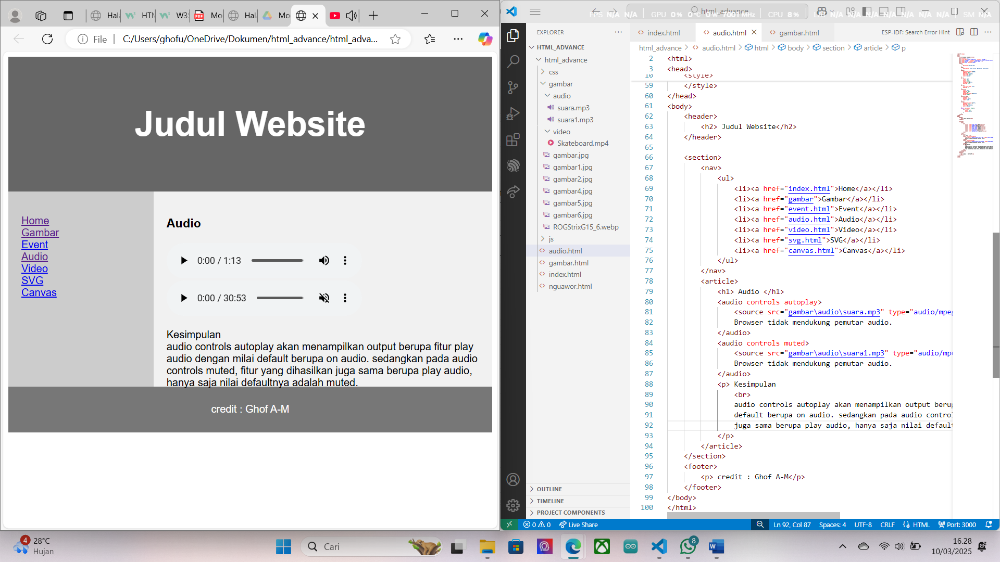 Hal
HTM
W3
Mo
Hal
Mo
File
C:/Users/ghofu/OneDrive/Dokumen/html_advance/html_adva...
Judul Website
Home
Gambar
Event
Audio
Video
SVG
Canvas
Audio
0:00 / 1:13
0:00 / 30:53
Kesimpulan
audio controls autoplay akan menampilkan output berupa fitur play
audio dengan milai default berupa on audio. sedangkan pada audio
controls muted, fitur yang dihasilkan juga sama berupa play audio,
hanya saja nilai defaultnya adalah muted.
credit : Ghof A-M
html_advance
FPS N/A N/A GPU 0% 0°C 0W 7001 MHz CPU 8% LAT N/A N/A N/A N/A N/A N/A N/A SM N/A N/A
EXPLORER
HTML_ADVANCE
html_advance
css
gambar
audio
suara.mp3
suara1.mp3
video
Skateboard.mp4
gambar.jpg
gambar1.jpg
gambar2.jpg
gambar4.jpg
gambar5.jpg
gambar6.jpg
ROGStrixG15_6.webp
js
audio.html
gambar.html
index.html
nguawor.html
OUTLINE
TIMELINE
PROJECT COMPONENTS
index.html
audio.html
gambar.html
ESP-IDF: Search Error Hint
html_advance > audio.html > html > body > section > article > p
2 <html>
3 <head>
10 <style>
59 </style>
60 </head>
61 <body>
62 <header>
63 <h2> Judul Website</h2>
64 </header>
65
66 <section>
67 <nav>
68 <ul>
69 <li><a href="index.html">Home</a></li>
70 <li><a href="gambar">Gambar</a></li>
71 <li><a href="event.html">Event</a></li>
72 <li><a href="audio.html">Audio</a></li>
73 <li><a href="video.html">Video</a></li>
74 <li><a href="svg.html">SVG</a></li>
75 <li><a href="canvas.html">Canvas</a></li>
76 </ul>
77 </nav>
78 <article>
79 <h1> Audio </h1>
80 <audio controls autoplay>
81 <source src="gambar\audio\suara.mp3" type="audio/mpeg
82 Browser tidak mendukung pemutar audio.
83 </audio>
84 <audio controls muted>
85 <source src="gambar\audio\suara1.mp3" type="audio/mpe
86 Browser tidak mendukung pemutar audio.
87 </audio>
88 <p> Kesimpulan
89 <br>
90 audio controls autoplay akan menampilkan output beru
91 default berupa on audio. sedangkan pada audio contro
92 juga sama berupa play audio, hanya saja nilai default
93 </p>
94 </article>
95 </section>
96 <footer>
97 <p> credit : Ghof A-M</p>
98 </footer>
99 </body>
100 </html>
0 0
Live Share
Ln 92, Col 87
Spaces: 4
UTF-8
CRLF
HTML
Port: 3000
4
28°C
Hujan
Cari
8
16.28
10/03/2025